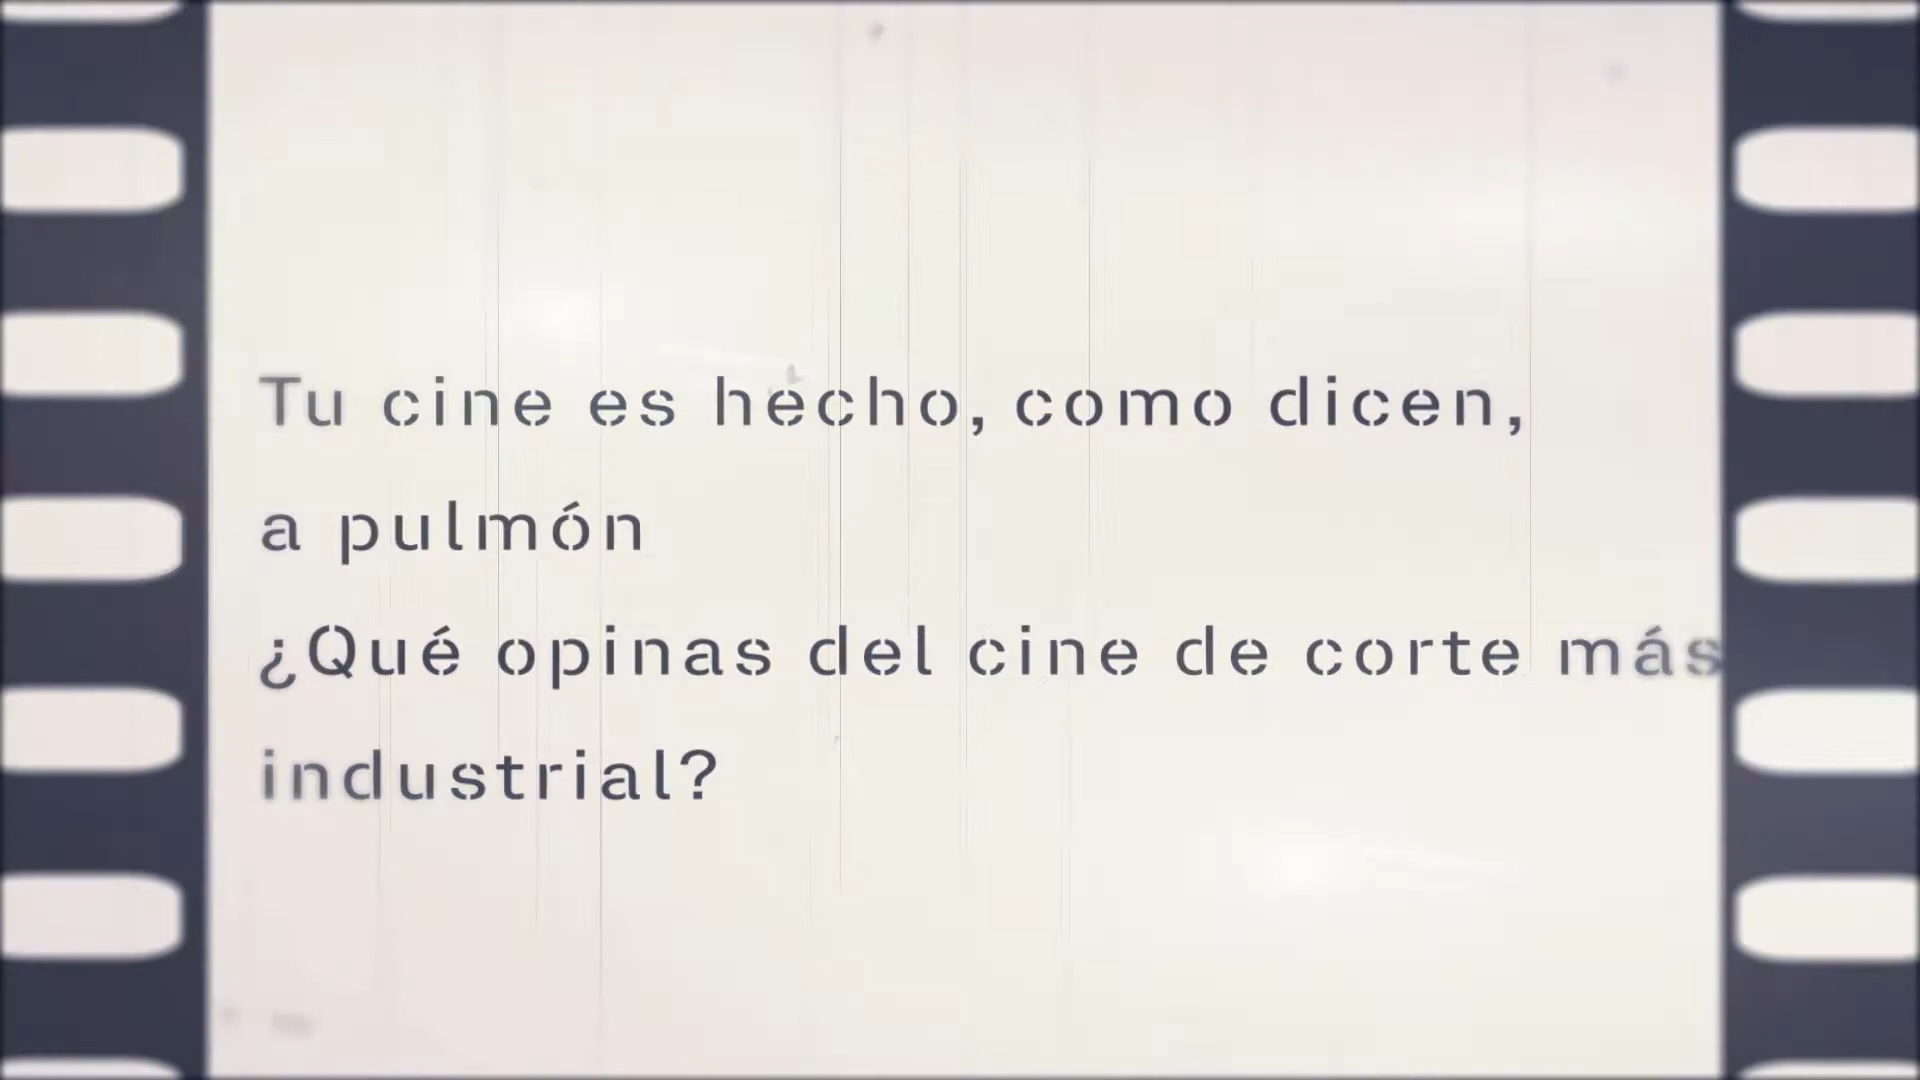 Tu cine es hecho, como dicen,
a pulmón
¿Qué opinas del cine de corte más
industrial?